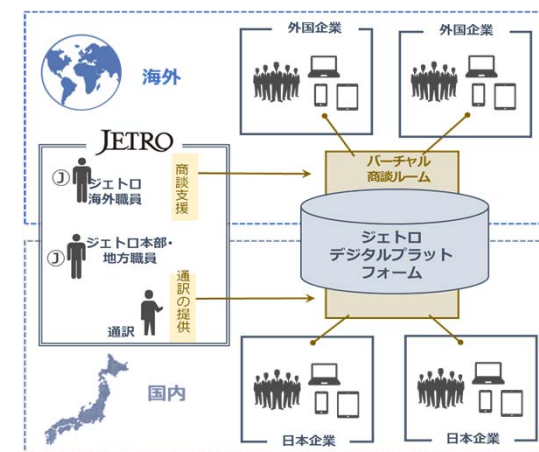 海外
外国企業
外国企業
JETRO
Ⓙ
ジェトロ
海外職員
商談支援
バーチャル
商談ルーム
Ⓙ
ジェトロ本部・
地方職員
ジェトロ
デジタルプラット
フォーム
通訳の提供
通訳
国内
日本企業
日本企業